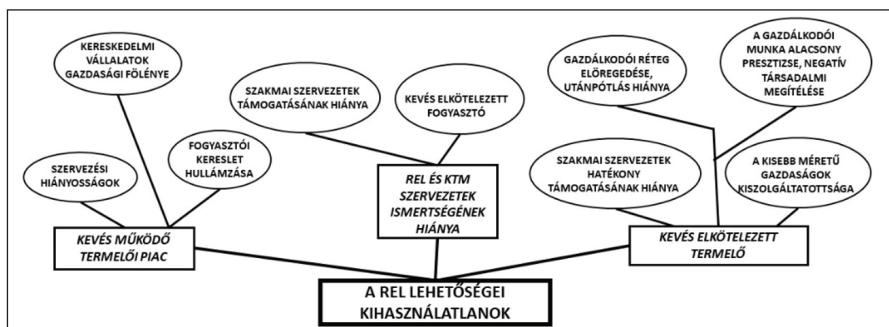 KERESKEDELMI
VÁLLALATOK
GAZDASÁGI FÖLÉNYE
SZERVEZÉSI
HIÁNYOSSÁGOK
FOGYASZTÓI
KERESLET
HULLÁMZÁSA
KEVÉS MŰKÖDŐ
TERMELŐI PIAC
SZAKMAI SZERVEZETEK
TÁMOGATÁSÁNAK HIÁNYA
KEVÉS ELKÖTELEZETT
FOGYASZTÓ
REL ÉS KTM
SZERVEZETEK
ISMERTSÉGÉNEK
HIÁNYA
GAZDÁLKODÓI RÉTEG
ELÖREGEDÉSE,
UTÁNPÓTLÁS HIÁNYA
A GAZDÁLKODÓI
MUNKA ALACSONY
PRESZTIZSE, NEGATÍV
TÁRSADALMI
MEGÍTÉLÉSE
SZAKMAI SZERVEZETEK
HATÉKONY
TÁMOGATÁSÁNAK HIÁNYA
A KISEBB MÉRETŰ
GAZDASÁGOK
KISZOLGÁLTATOTTSÁGA
KEVÉS ELKÖTELEZETT
TERMELŐ
A REL LEHETŐSÉGEI
KIHASZNÁLATLANOK